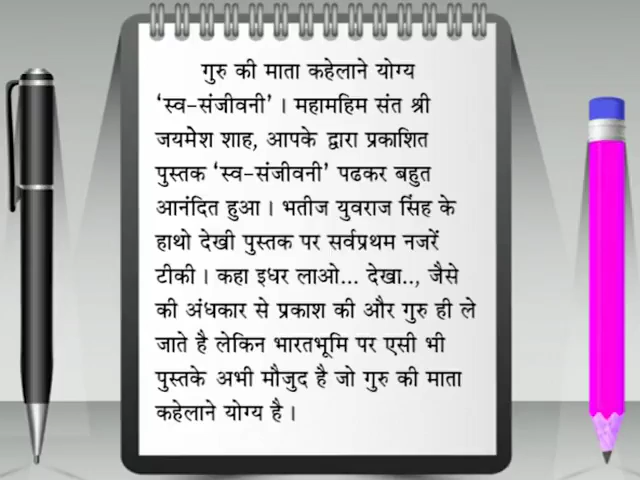 गुरु की माता कहेलाने योग्य
‘स्व-संजीवनी’ । महामहिम संत श्री
जयमेश शाह, आपके द्वारा प्रकाशित
पुस्तक ‘स्व-संजीवनी’ पढकर बहुत
आनंदित हुआ । भतीज युवराज सिंह के
हाथो देखी पुस्तक पर सर्वप्रथम नजरें
टीकी । कहा इधर लाओ... देखा.., जैसे
की अंधकार से प्रकाश की और गुरु ही ले
जाते है लेकिन भारतभूमि पर एसी भी
पुस्तके अभी मौजुद है जो गुरु की माता
कहेलाने योग्य है ।